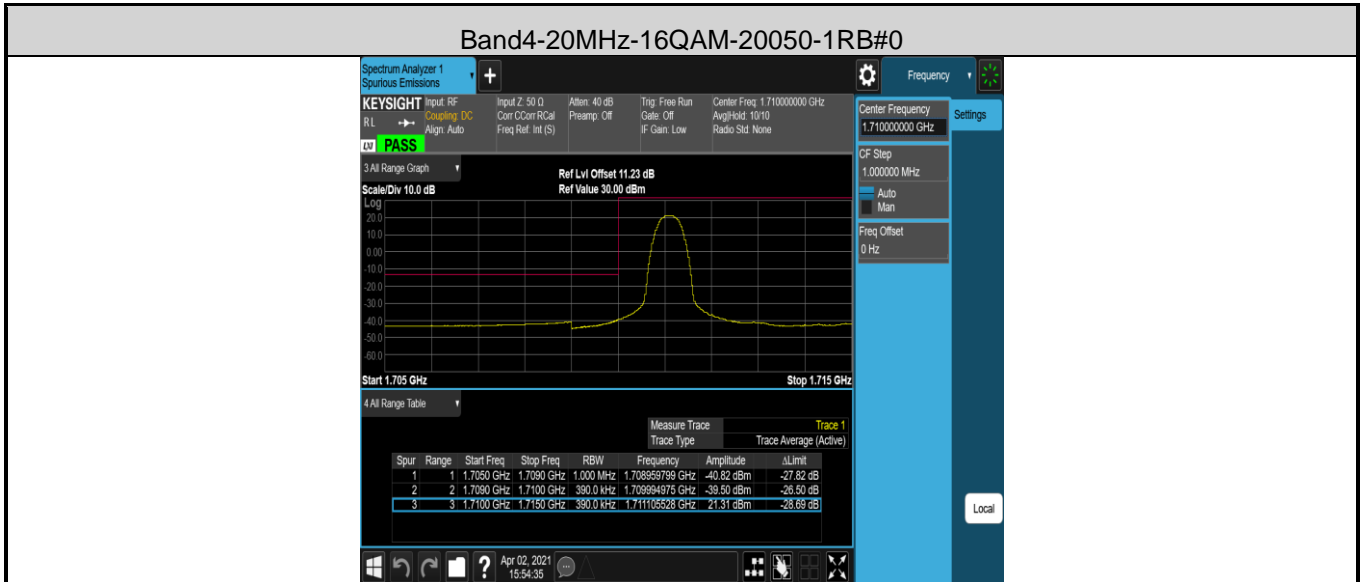 Band4-20MHz-16QAM-20050-1RB#0
Spectrum Analyzer 1
Spurious Emissions
Frequency
KEYSIGHT Input: RF Input Z: 50 Ω Atten: 40 dB Trig: Free Run Center Freq: 1.710000000 GHz
RL Coupling: DC Corr CCorr RCal Preamp: Off Gate: Off Avg|Hold: 10/10
Align: Auto Freq Ref: Int (S) IF Gain: Low Radio Std: None
LXI PASS
Center Frequency
1.710000000 GHz
Settings
CF Step
1.000000 MHz
Auto
Man
Freq Offset
0 Hz
3 All Range Graph
Ref Lvl Offset 11.23 dB
Scale/Div 10.0 dB Ref Value 30.00 dBm
Log
20.0
10.0
0.00
-10.0
-20.0
-30.0
-40.0
-50.0
-60.0
Start 1.705 GHz Stop 1.715 GHz
4 All Range Table
Measure Trace Trace 1
Trace Type Trace Average (Active)
Spur Range Start Freq Stop Freq RBW Frequency Amplitude ΔLimit
1 1 1.7050 GHz 1.7090 GHz 1.000 MHz 1.708959799 GHz -40.82 dBm -27.82 dB
2 2 1.7090 GHz 1.7100 GHz 390.0 kHz 1.709994975 GHz -39.50 dBm -26.50 dB
3 3 1.7100 GHz 1.7150 GHz 390.0 kHz 1.711105528 GHz 21.31 dBm -28.69 dB
Local
Apr 02, 2021
15:54:35